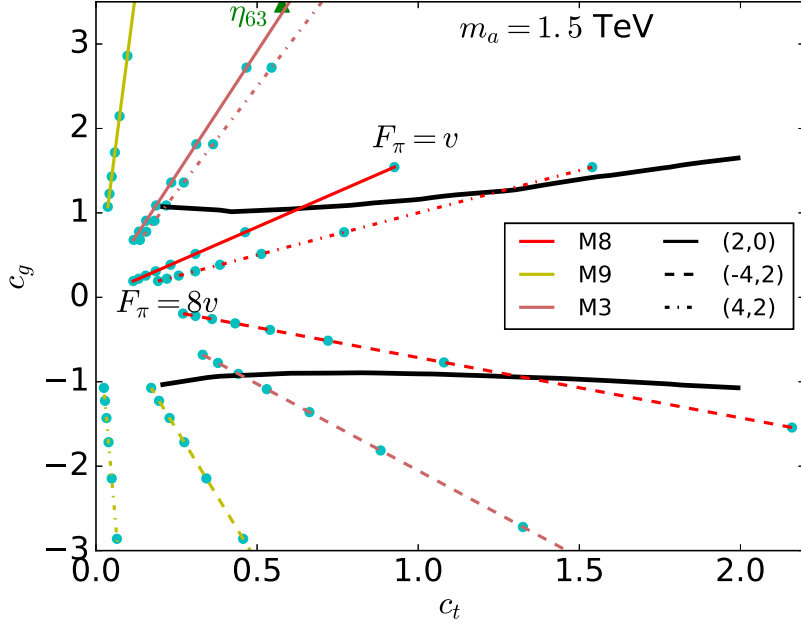 η63
m_a = 1.5 TeV
F_π = v
F_π = 8v
M8 (2,0)
M9 (-4,2)
M3 (4,2)
3
2
1
0
−1
−2
−3
c_g
0.0 0.5 1.0 1.5 2.0
c_t